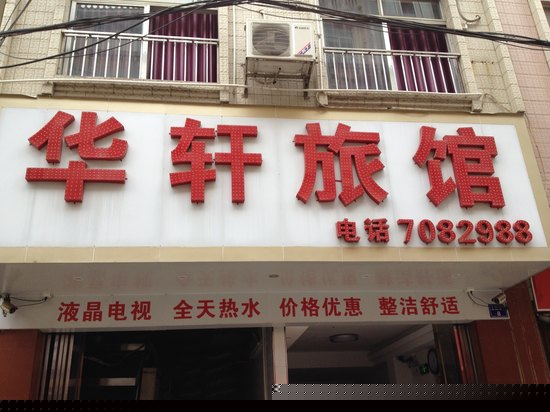 华轩旅馆
电话 7082988
液晶电视 全天热水 价格优惠 整洁舒适